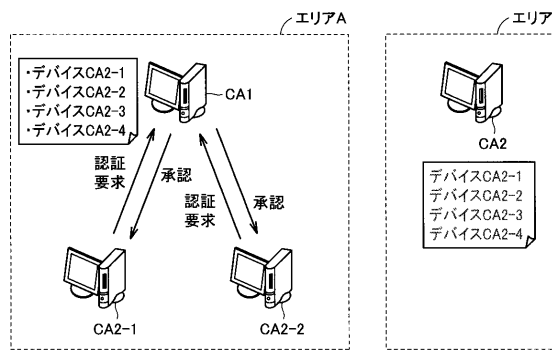 エリアA
・デバイスCA2-1
・デバイスCA2-2
・デバイスCA2-3
・デバイスCA2-4
CA1
認証
要求
承認
認証
要求
承認
CA2-1
CA2-2
エリア
CA2
デバイスCA2-1
デバイスCA2-2
デバイスCA2-3
デバイスCA2-4